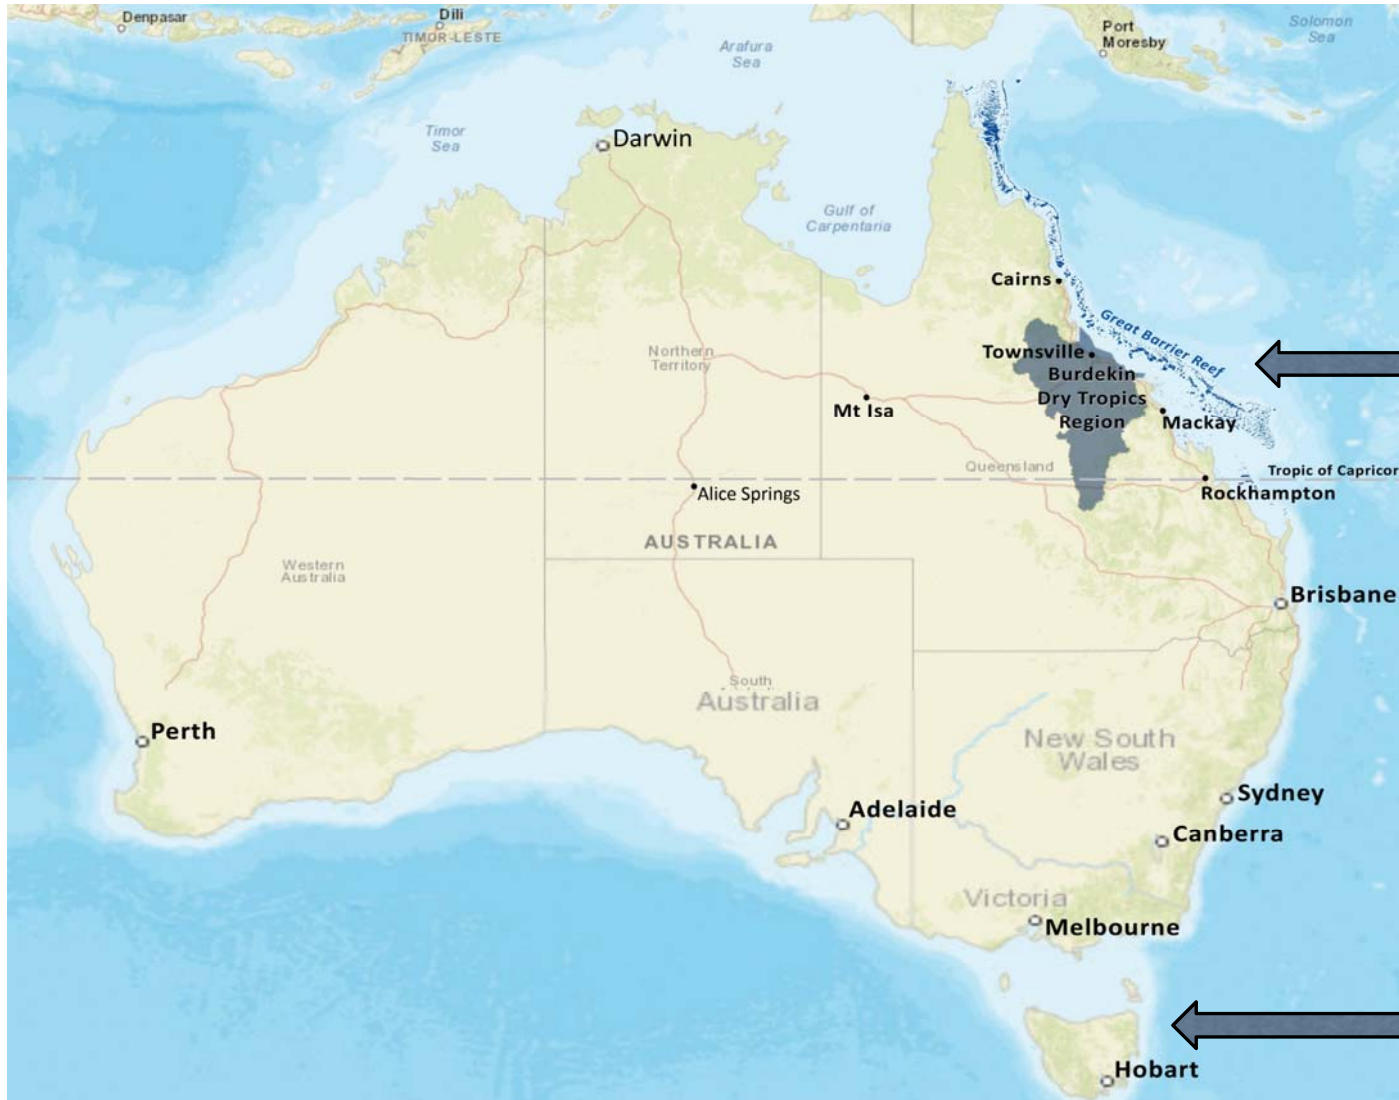 Denpasar
Dili
TIMOR-LESTE
Arafura
Sea
Port
Moresby
Solomon
Sea
Timor
Sea
Darwin
Gulf of
Carpentaria
Cairns
Great Barrier Reef
Northern
Territory
Townsville
Burdekin
Dry Tropics
Region
Mt Isa
Mackay
Queensland
Tropic of Capricor
Alice Springs
Rockhampton
AUSTRALIA
Western
Australia
Brisbane
South
Australia
Perth
New South
Wales
Sydney
Adelaide
Canberra
Victoria
Melbourne
Hobart